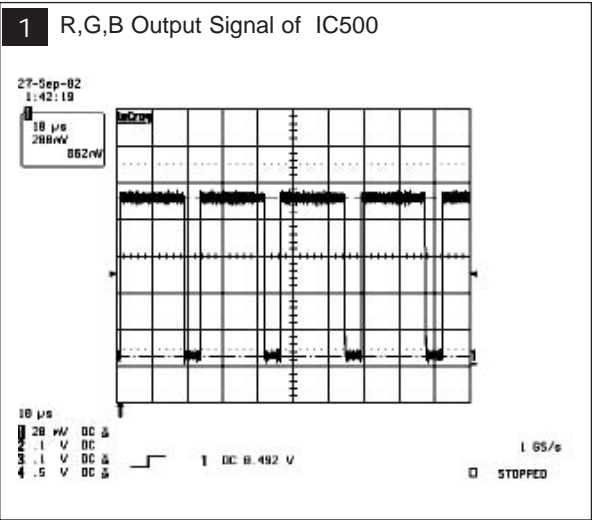 1 R,G,B Output Signal of IC500
27-Sep-02
1:42:19
10 µs
200mV
862mV
LeCroy
1
10 µs
1 20 mV DC
2 .1 V DC
3 .1 V DC
4 .5 V DC
1 DC 0.492 V
1 GS/s
STOPPED